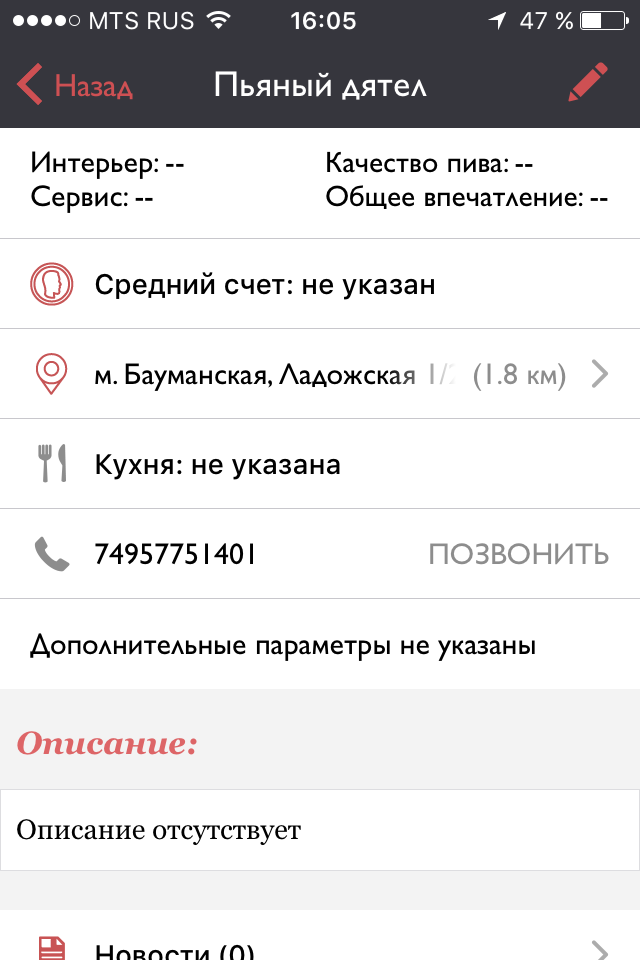 MTS RUS 16:05 47 %
Назад Пьяный дятел
Интерьер: -- Качество пива: --
Сервис: -- Общее впечатление: --
Средний счет: не указан
м. Бауманская, Ладожская 1/2 (1.8 км)
Кухня: не указана
74957751401 ПОЗВОНИТЬ
Дополнительные параметры не указаны
Описание:
Описание отсутствует
Новости (0)